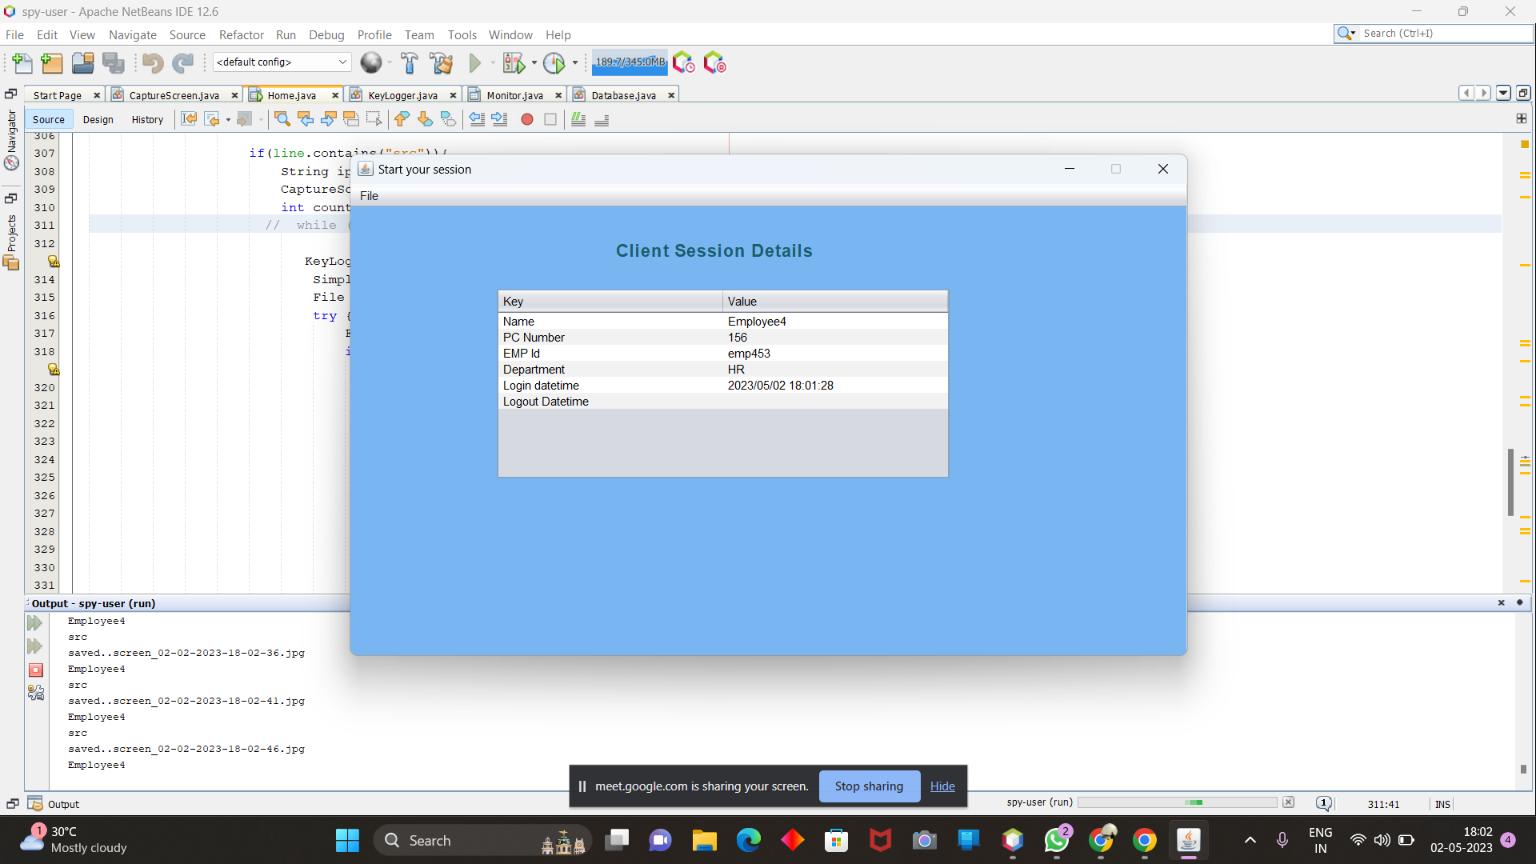 spy-user - Apache NetBeans IDE 12.6
File Edit View Navigate Source Refactor Run Debug Profile Team Tools Window Help
Search (Ctrl+I)
<default config>
189.7/345.0MB
Start Page CaptureScreen.java Home.java KeyLogger.java Monitor.java Database.java
Source Design History
Navigator
Projects
306
307 if(line.contains("src")){
308 String ip
309 CaptureSc
310 int count
311 // while
312
KeyLog
314 Simpl
315 File
316 try {
317
318
320
321
322
323
324
325
326
327
328
329
330
331
Start your session
File
Client Session Details
Key Value
Name Employee4
PC Number 156
EMP Id emp453
Department HR
Login datetime 2023/05/02 18:01:28
Logout Datetime
Output - spy-user (run)
Employee4
src
saved..screen_02-02-2023-18-02-36.jpg
Employee4
src
saved..screen_02-02-2023-18-02-41.jpg
Employee4
src
saved..screen_02-02-2023-18-02-46.jpg
Employee4
meet.google.com is sharing your screen. Stop sharing Hide
Output
spy-user (run)
1
311:41 INS
1
30°C
Mostly cloudy
Search
2
ENG
IN
18:02
02-05-2023
4